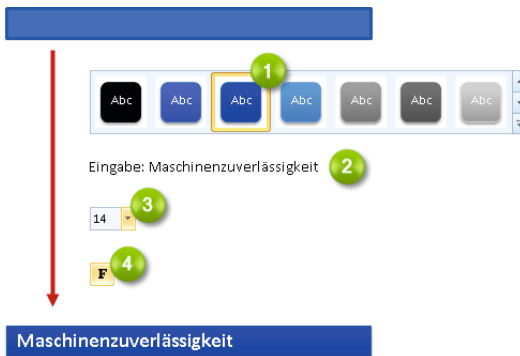 1
Abc Abc Abc Abc Abc Abc Abc
Eingabe: Maschinenzuverlässigkeit 2
14 3
F 4
Maschinenzuverlässigkeit